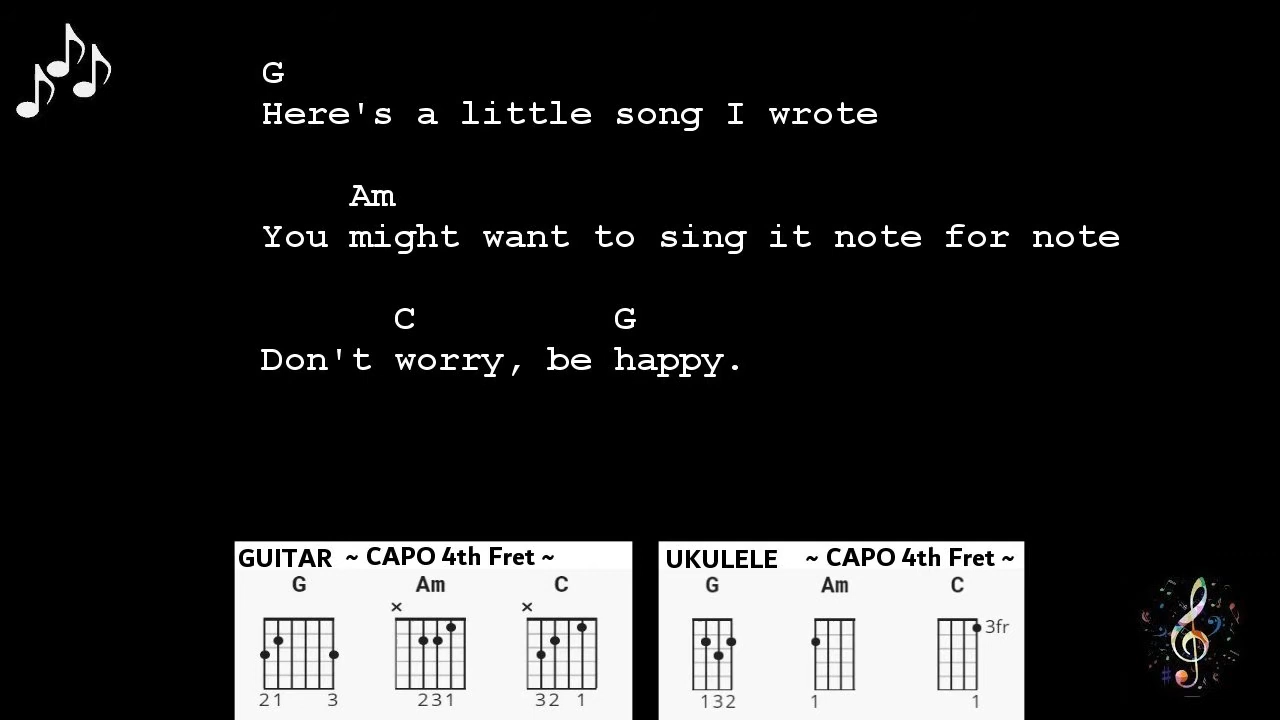 G
Here's a little song I wrote
Am
You might want to sing it note for note
C G
Don't worry, be happy.
GUITAR ~ CAPO 4th Fret ~
G Am C
× ×
21 3 231 32 1
UKULELE ~ CAPO 4th Fret ~
G Am C
3fr
132 1 1